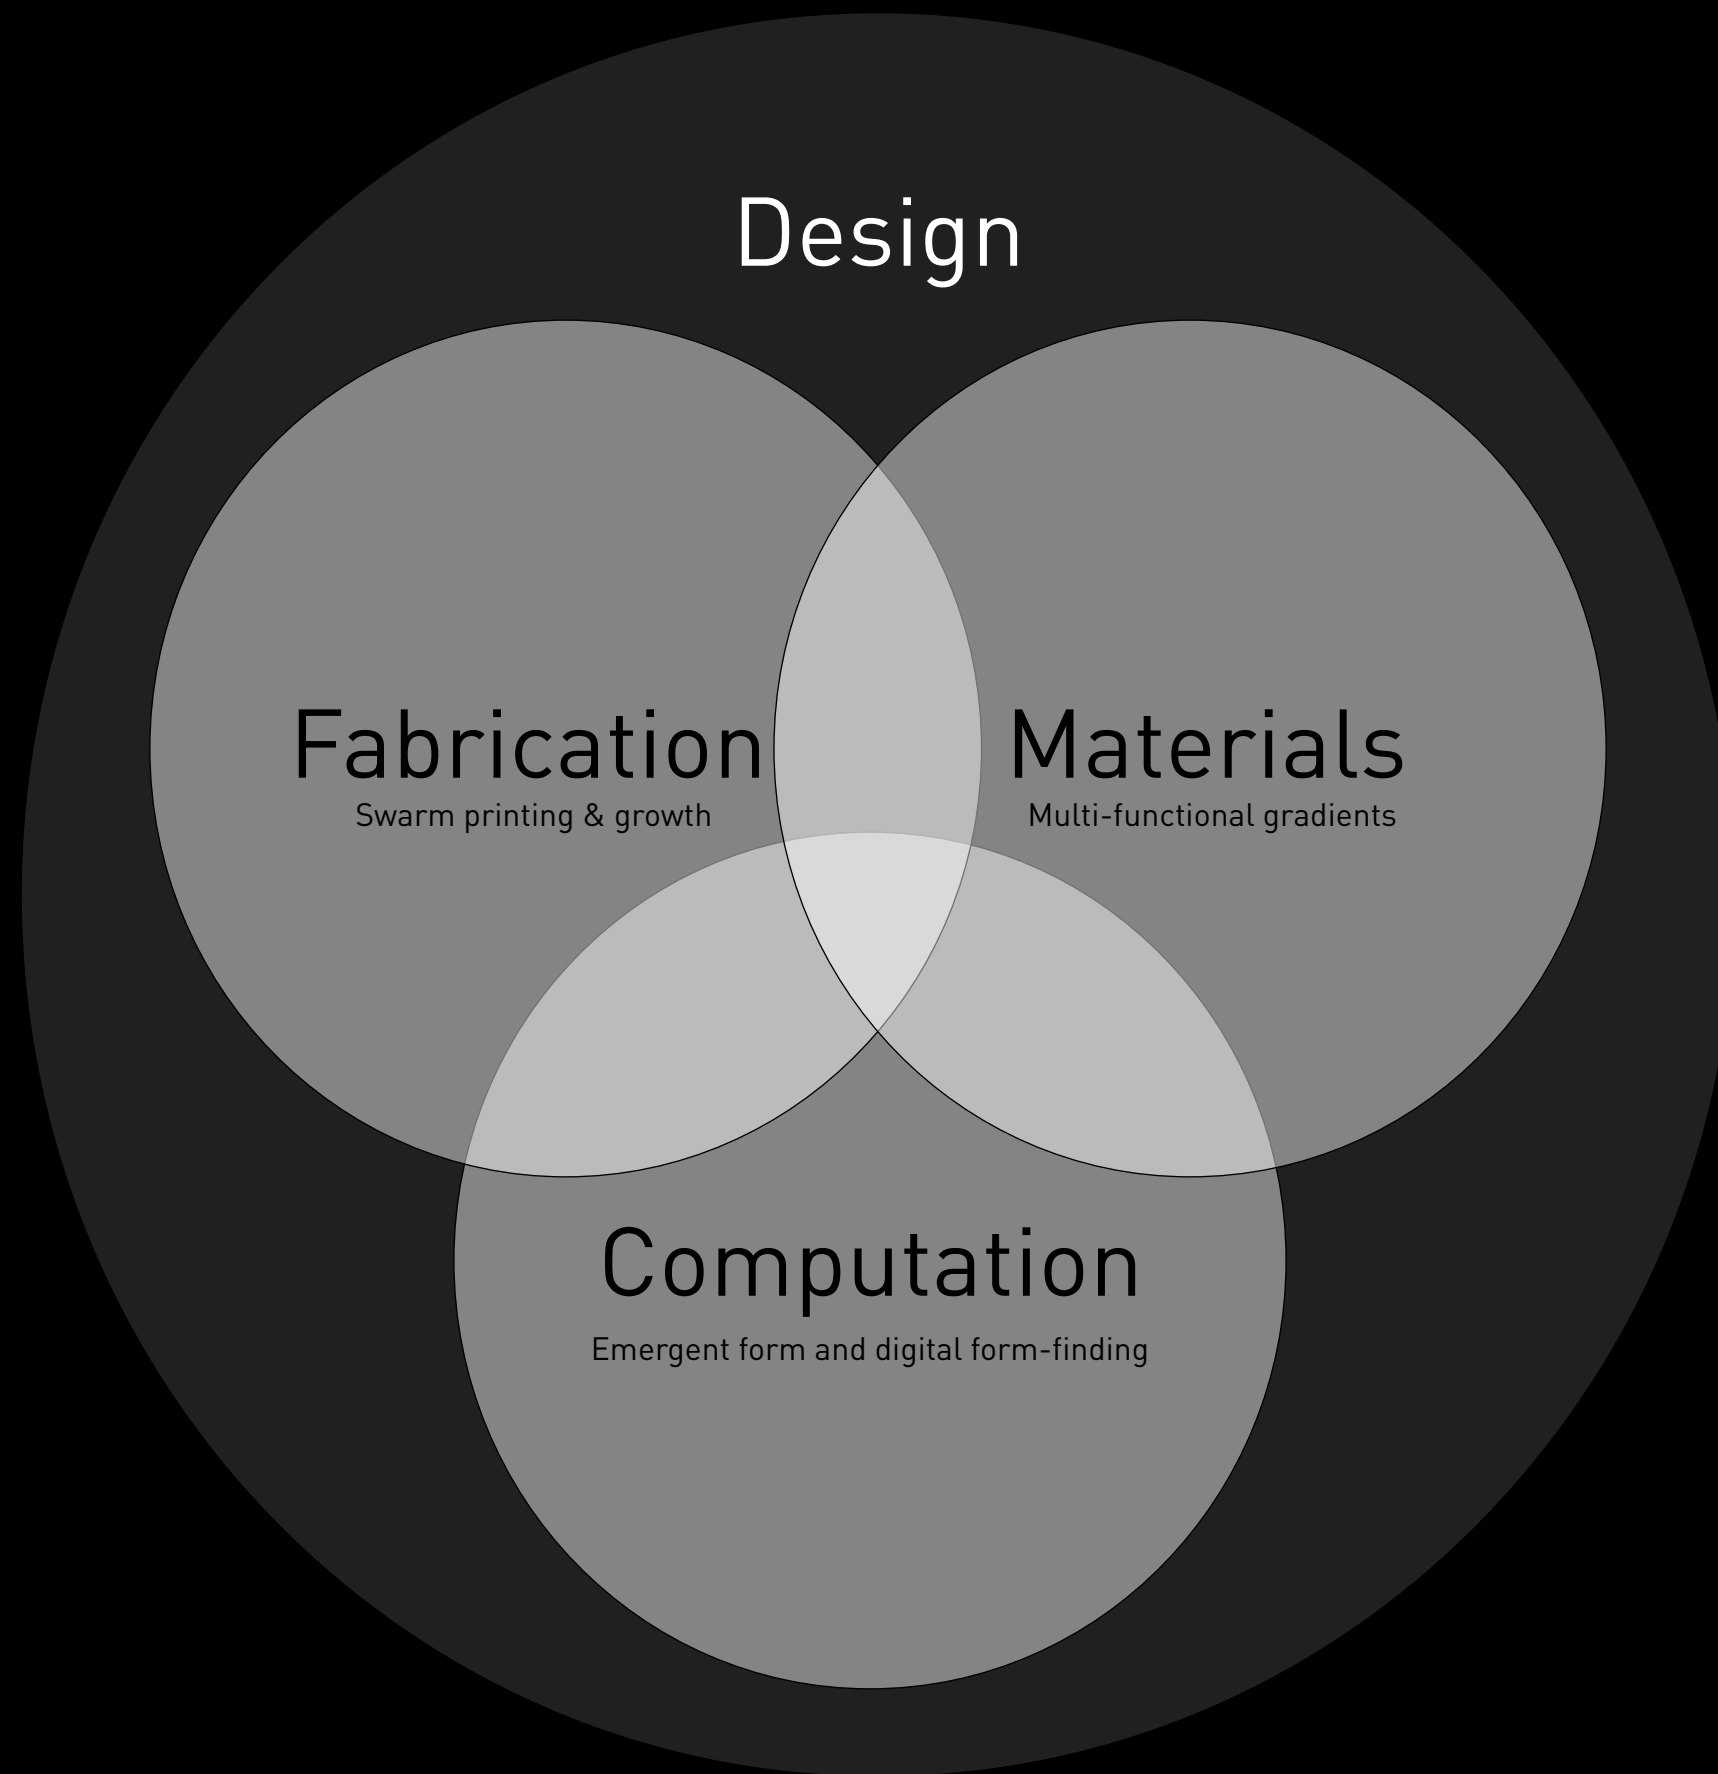 Design
Fabrication
Swarm printing & growth
Materials
Multi-functional gradients
Computation
Emergent form and digital form-finding